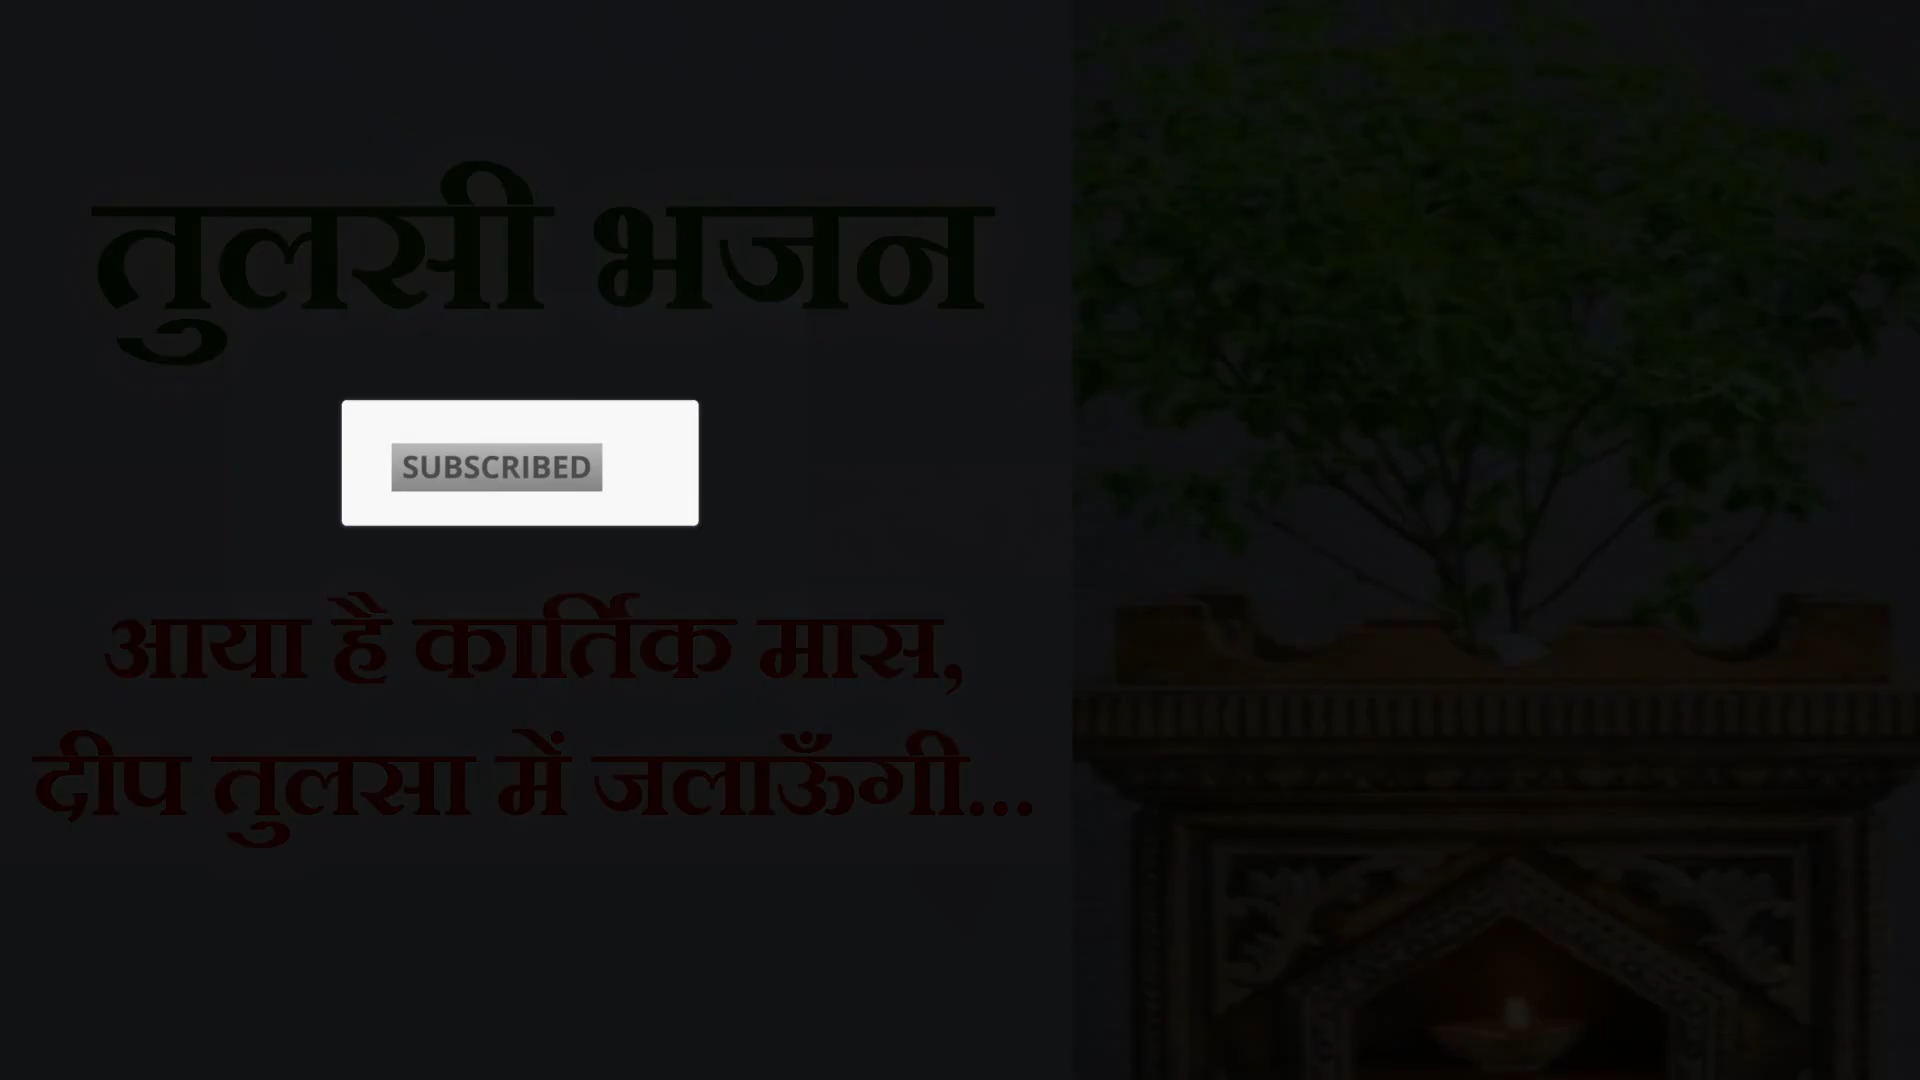 तुलसी भजन
SUBSCRIBED
आया है कार्तिक मास,
दीप तुलसा में जलाऊँगी...